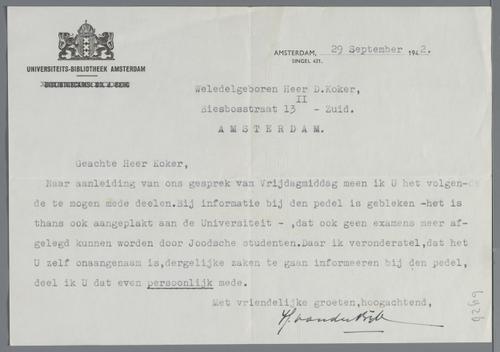 UNIVERSITEITS-BIBLIOTHEEK AMSTERDAM
AMSTERDAM, 29 September 1942.
SINGEL 421.
Weledelgeboren Heer D.Koker,
Biesbosstraat 13 II - Zuid.
AMSTERDAM.
Geachte Heer Koker,
Naar aanleiding van ons gesprek van Vrijdagmiddag meen ik U het volgen-
de te mogen mede deelen.Bij informatie bij den pedel is gebleken -het is
thans ook aangeplakt aan de Universiteit - ,dat ook geen examens meer af-
gelegd kunnen worden door Joodsche studenten.Daar ik veronderstel,dat het
U zelf onaangenaam is,dergelijke zaken te gaan informeeren bij den pedel,
deel ik U dat even persoonlijk mede.
Met vriendelijke groeten,hoogachtend,